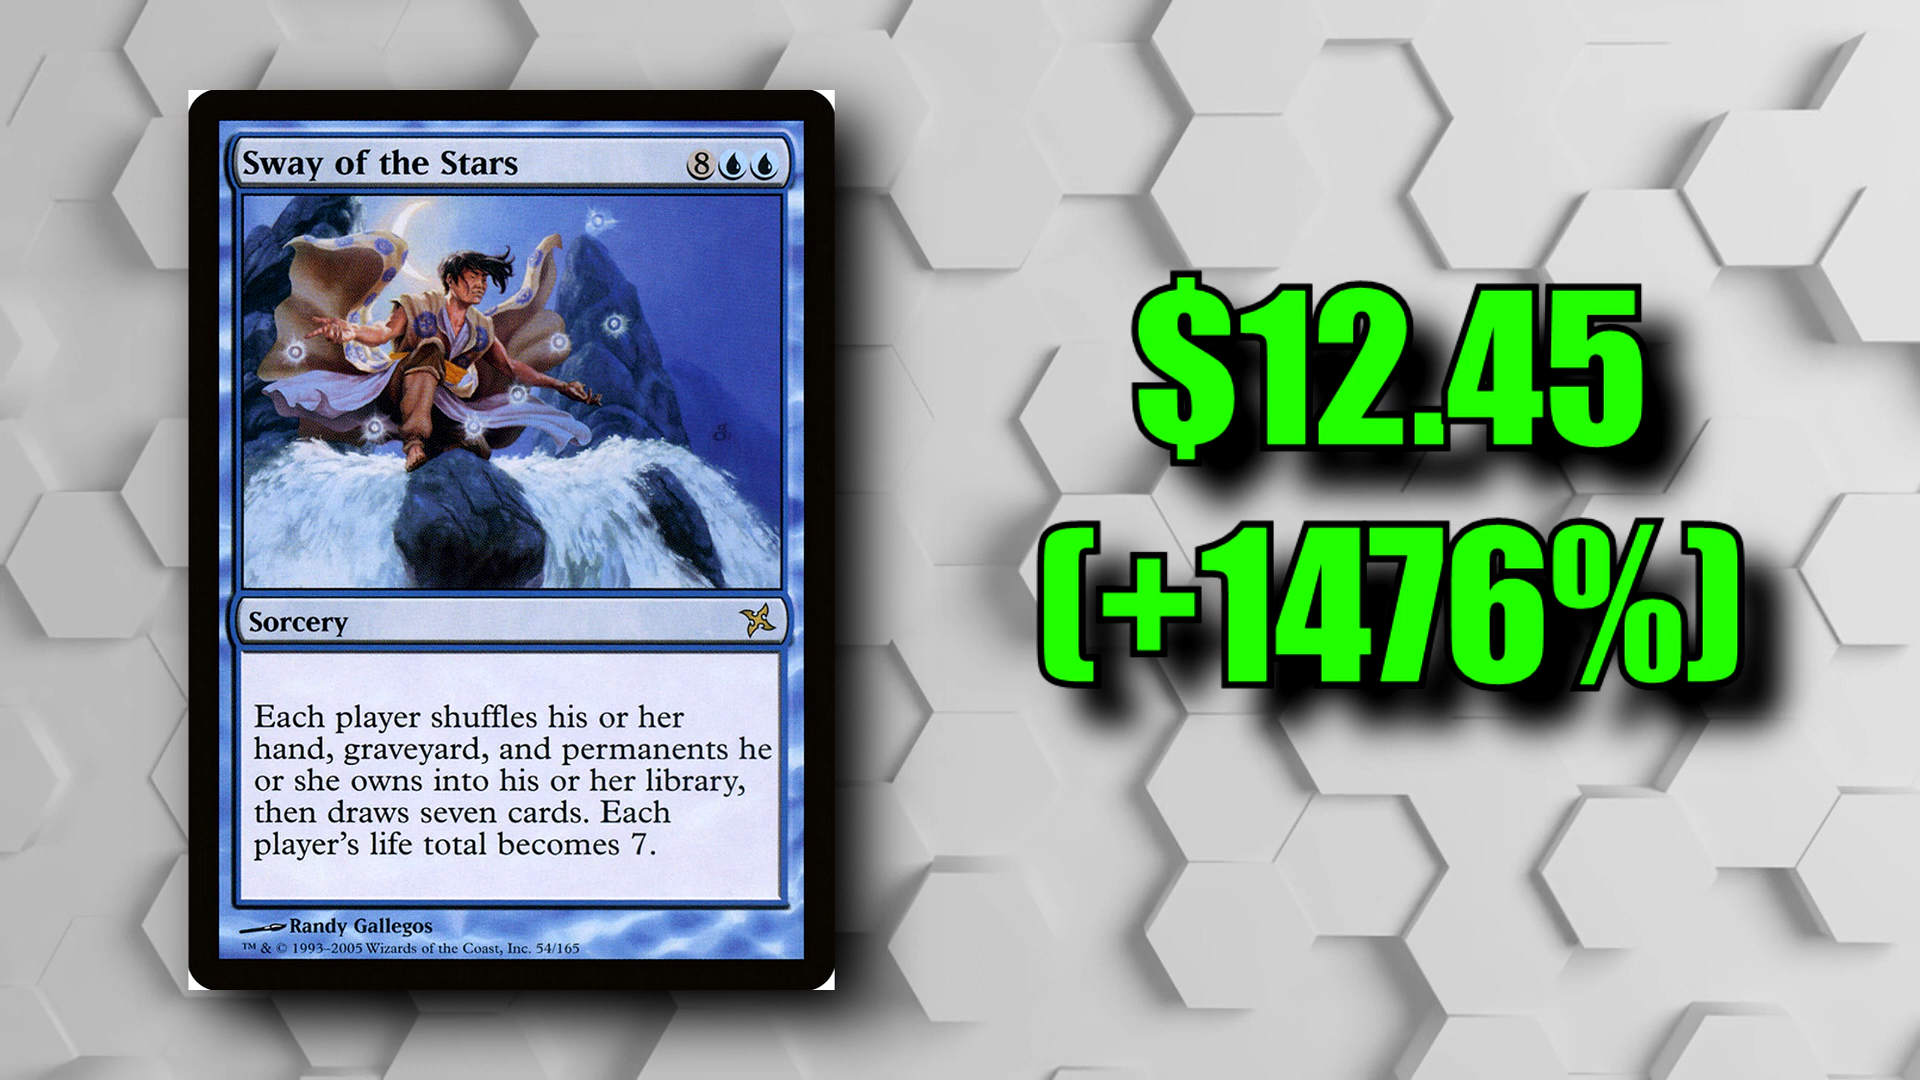 Sway of the Stars 8
Sorcery
Each player shuffles his or her
hand, graveyard, and permanents he
or she owns into his or her library,
then draws seven cards. Each
player's life total becomes 7.
Randy Gallegos
™ & © 1993–2005 Wizards of the Coast, Inc. 54/165
$12.45
(+1476%)